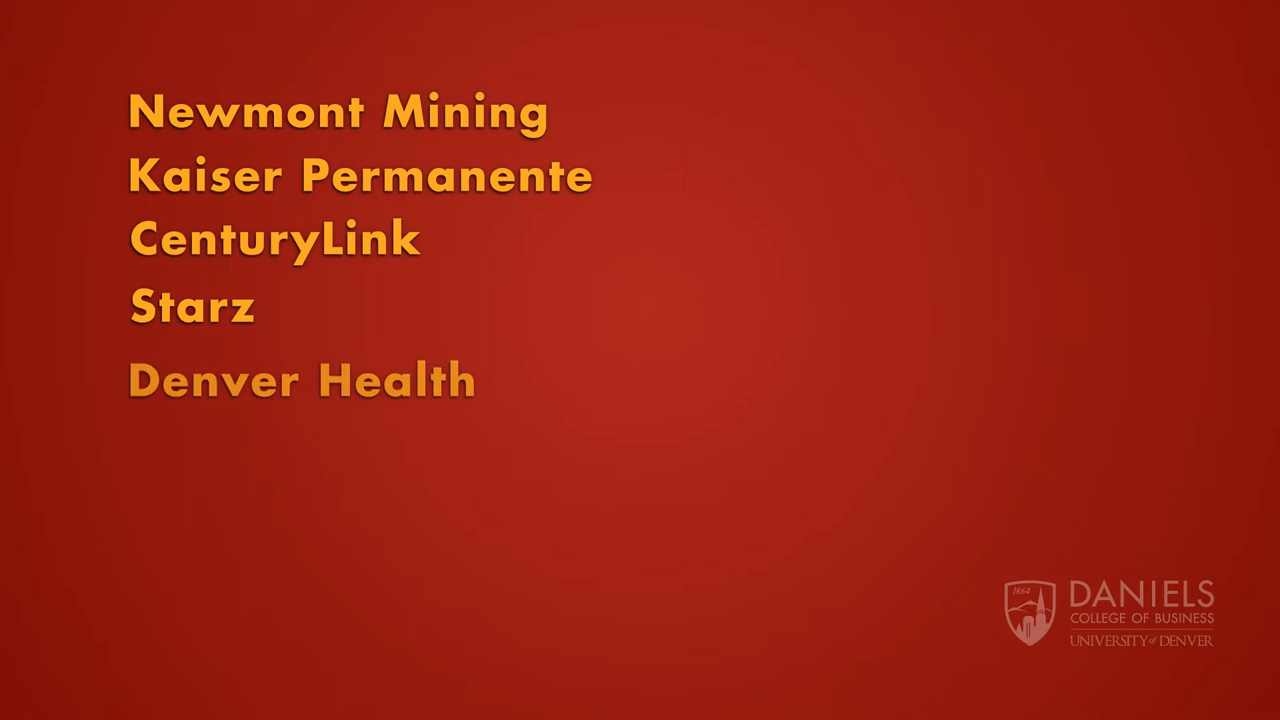 Newmont Mining
Kaiser Permanente
CenturyLink
Starz
Denver Health
1864
DANIELS
COLLEGE OF BUSINESS
UNIVERSITY of DENVER